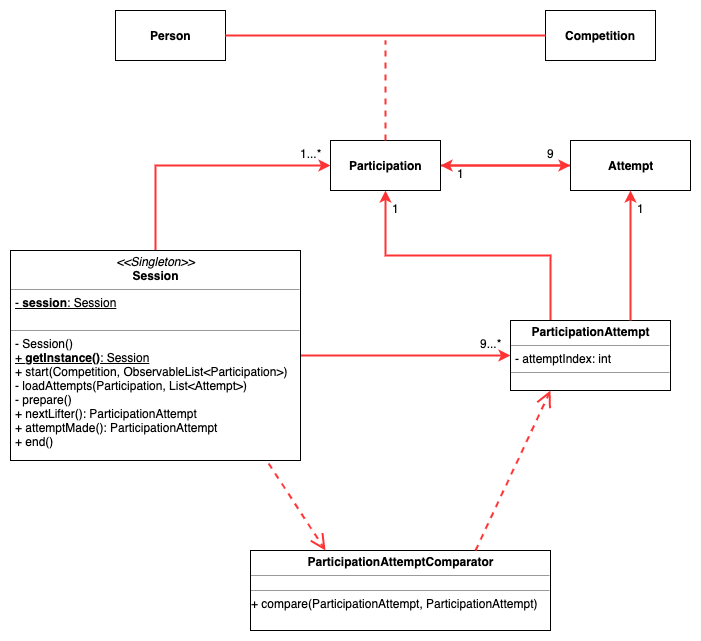 Person
Competition
1...*
Participation
9
1
Attempt
1
1
<<Singleton>>
Session
- session: Session
- Session()
+ getInstance(): Session
+ start(Competition, ObservableList<Participation>)
- loadAttempts(Participation, List<Attempt>)
- prepare()
+ nextLifter(): ParticipationAttempt
+ attemptMade(): ParticipationAttempt
+ end()
9...*
ParticipationAttempt
- attemptIndex: int
ParticipationAttemptComparator
+ compare(ParticipationAttempt, ParticipationAttempt)